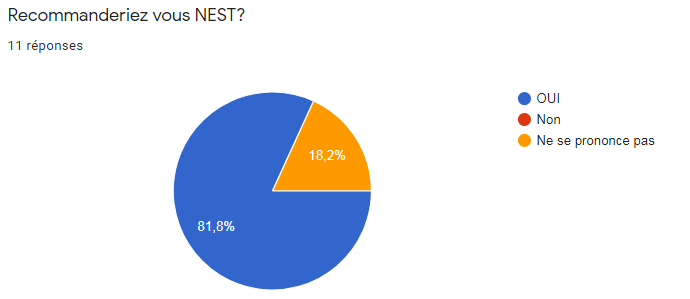 Recommanderiez vous NEST?
11 réponses
OUI
Non
Ne se prononce pas
18,2%
81,8%